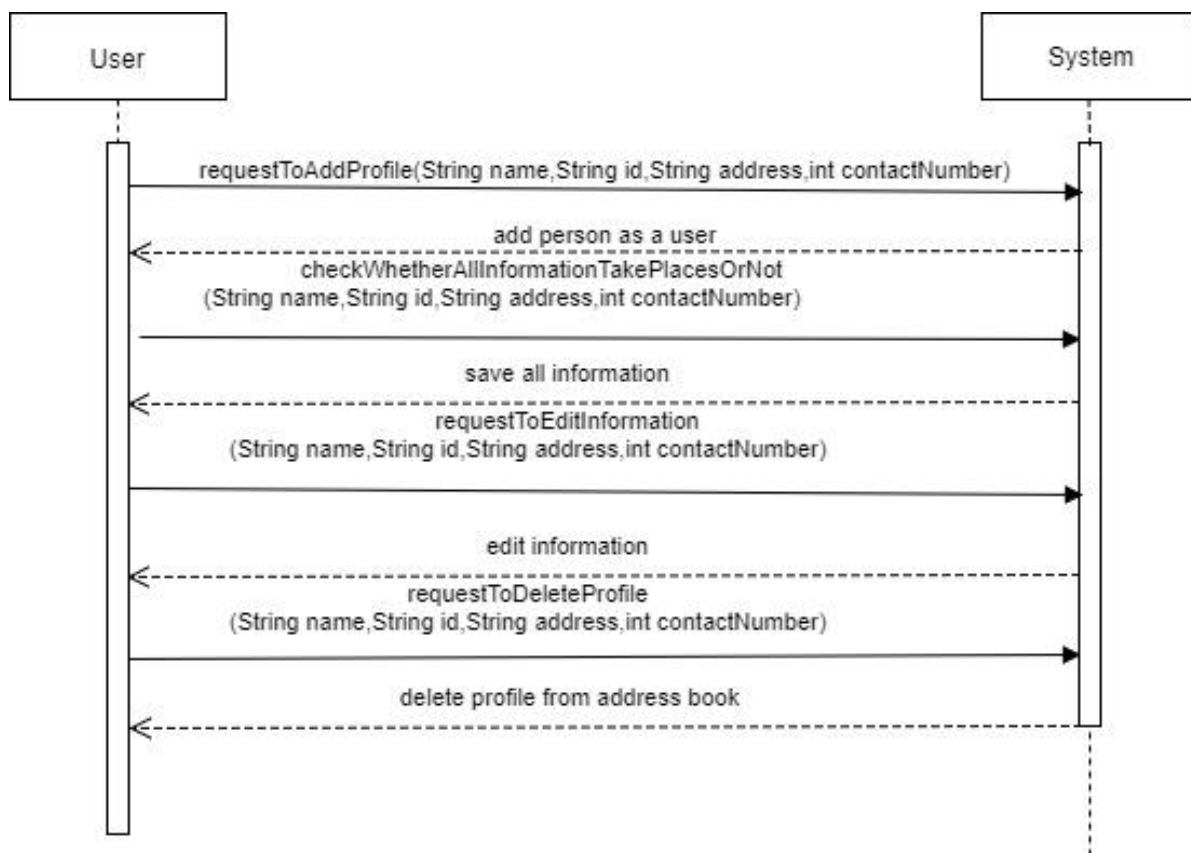 User
System
requestToAddProfile(String name,String id,String address,int contactNumber)
add person as a user
checkWhetherAllInformationTakePlacesOrNot
(String name,String id,String address,int contactNumber)
save all information
requestToEditInformation
(String name,String id,String address,int contactNumber)
edit information
requestToDeleteProfile
(String name,String id,String address,int contactNumber)
delete profile from address book